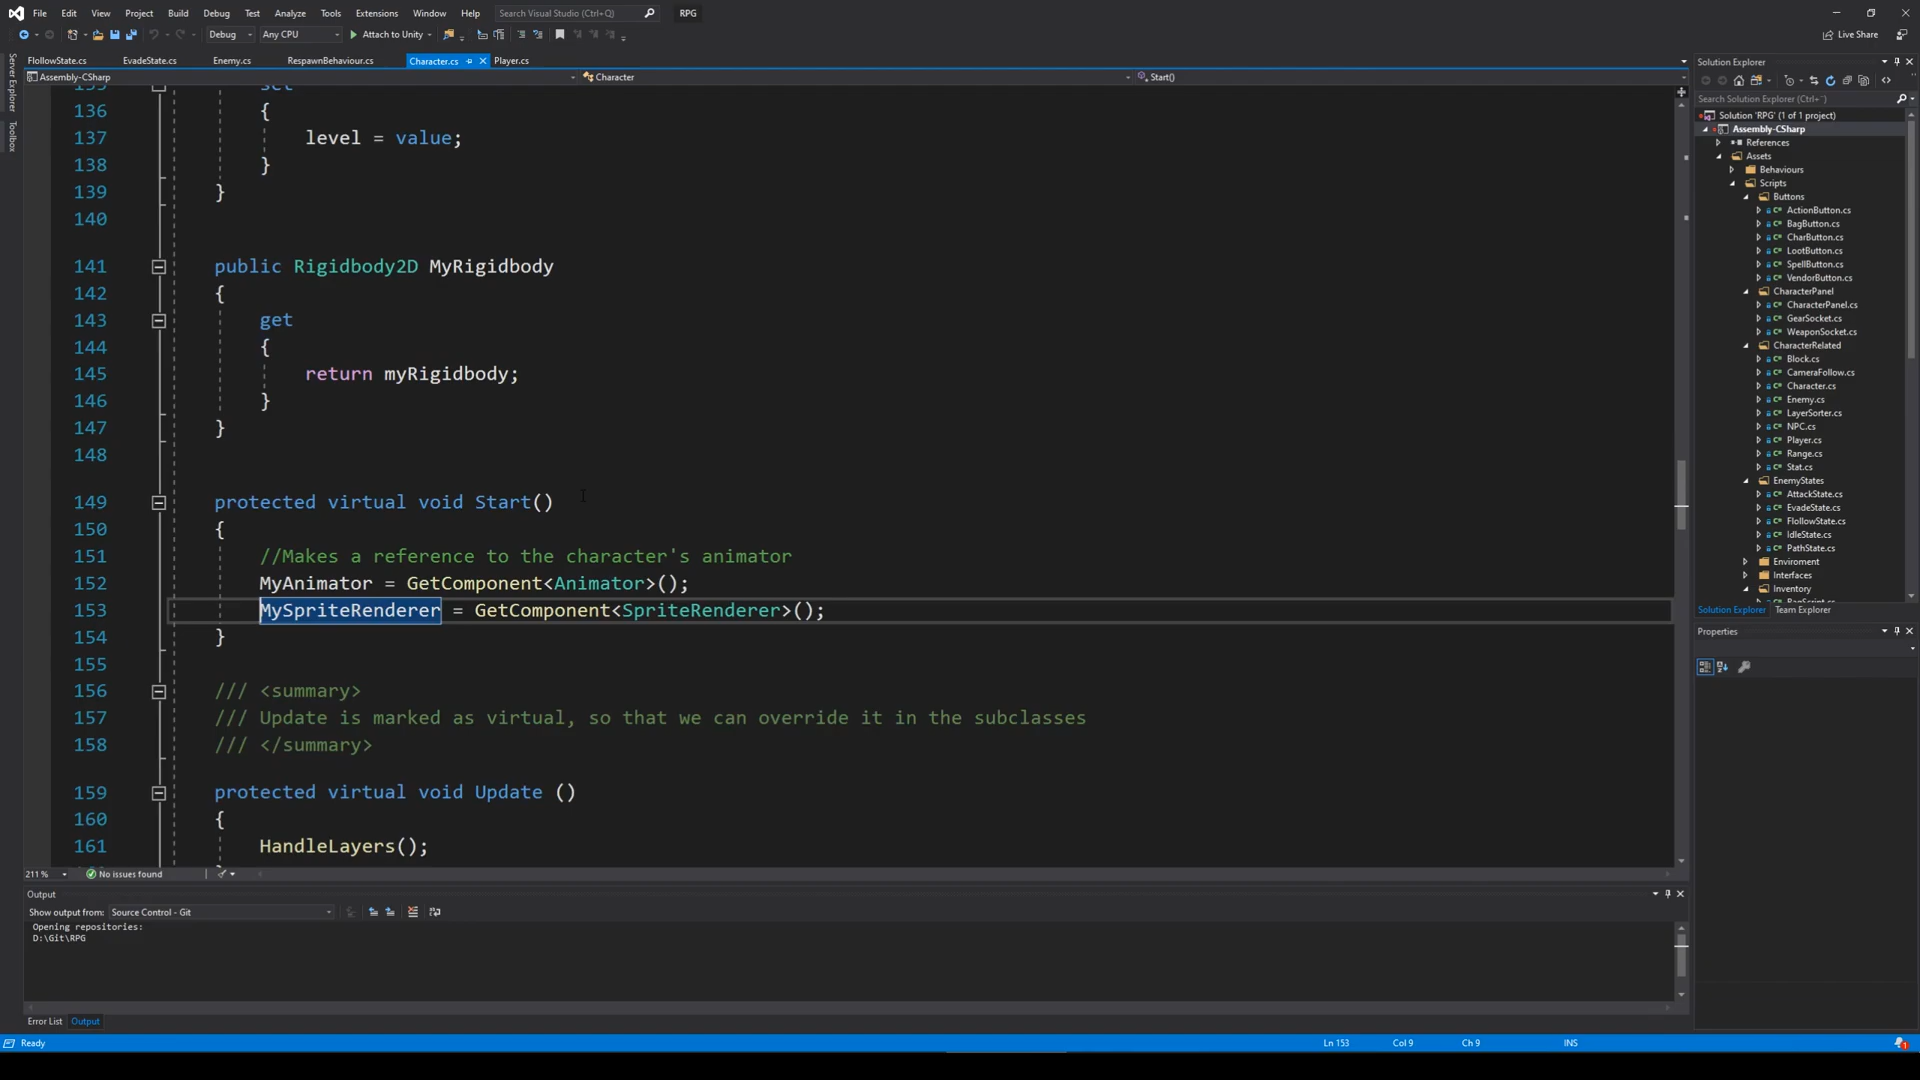 File Edit View Project Build Debug Test Analyze Tools Extensions Window Help Search Visual Studio (Ctrl+Q) RPG
Debug Any CPU Attach to Unity Live Share
FlollowState.cs EvadeState.cs Enemy.cs RespawnBehaviour.cs Character.cs Player.cs
Assembly-CSharp Character Start()
Server Explorer
Toolbox
135 set
136 {
137 level = value;
138 }
139 }
140
141 public Rigidbody2D MyRigidbody
{
143 get
144 {
145 return myRigidbody;
146 }
147 }
148
149 protected virtual void Start()
150 {
151 //Makes a reference to the character's animator
152 MyAnimator = GetComponent<Animator>();
153 MySpriteRenderer = GetComponent<SpriteRenderer>();
154 }
155
156 /// <summary>
157 /// Update is marked as virtual, so that we can override it in the subclasses
158 /// </summary>
159 protected virtual void Update ()
160 {
161 HandleLayers();
211 % No issues found
Output
Show output from: Source Control - Git
Opening repositories:
D:\Git\RPG
Error List Output
Ready Ln 153 Col 9 Ch 9 INS
Solution Explorer
Search Solution Explorer (Ctrl+¨)
Solution 'RPG' (1 of 1 project)
Assembly-CSharp
References
Assets
Behaviours
Scripts
Buttons
ActionButton.cs
BagButton.cs
CharButton.cs
LootButton.cs
SpellButton.cs
VendorButton.cs
CharacterPanel
CharacterPanel.cs
GearSocket.cs
WeaponSocket.cs
CharacterRelated
Block.cs
CameraFollow.cs
Character.cs
Enemy.cs
LayerSorter.cs
NPC.cs
Player.cs
Range.cs
Stat.cs
EnemyStates
AttackState.cs
EvadeState.cs
FlollowState.cs
IdleState.cs
PathState.cs
Enviroment
Interfaces
Inventory
BagScript.cs
Solution Explorer Team Explorer
Properties